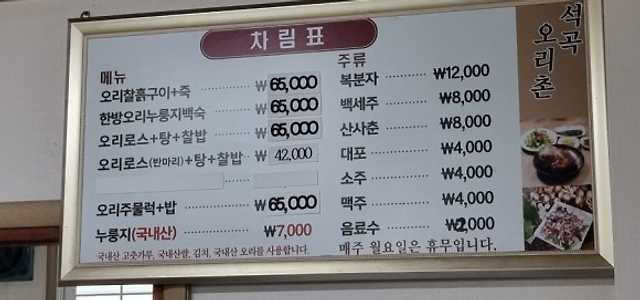 차림표
메뉴
오리찰흙구이+죽 ₩65,000
한방오리누룽지백숙 ₩65,000
오리로스+탕+찰밥 ₩65,000
오리로스(반마리)+탕+찰밥 ₩42,000
오리주물럭+밥 ₩65,000
누룽지(국내산) ₩7,000
국내산 고춧가루, 국내산쌀, 김치, 국내산 오리를 사용합니다.
주류
복분자 ₩12,000
백세주 ₩8,000
산사춘 ₩8,000
대포 ₩4,000
소주 ₩4,000
맥주 ₩4,000
음료수 ₩2,000
매주 월요일은 휴무입니다.
석곡
오리촌